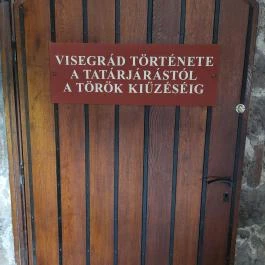 VISEGRÁD TÖRTÉNETE
A TATÁRJÁRÁSTÓL
A TÖRÖK KIŰZÉSÉIG